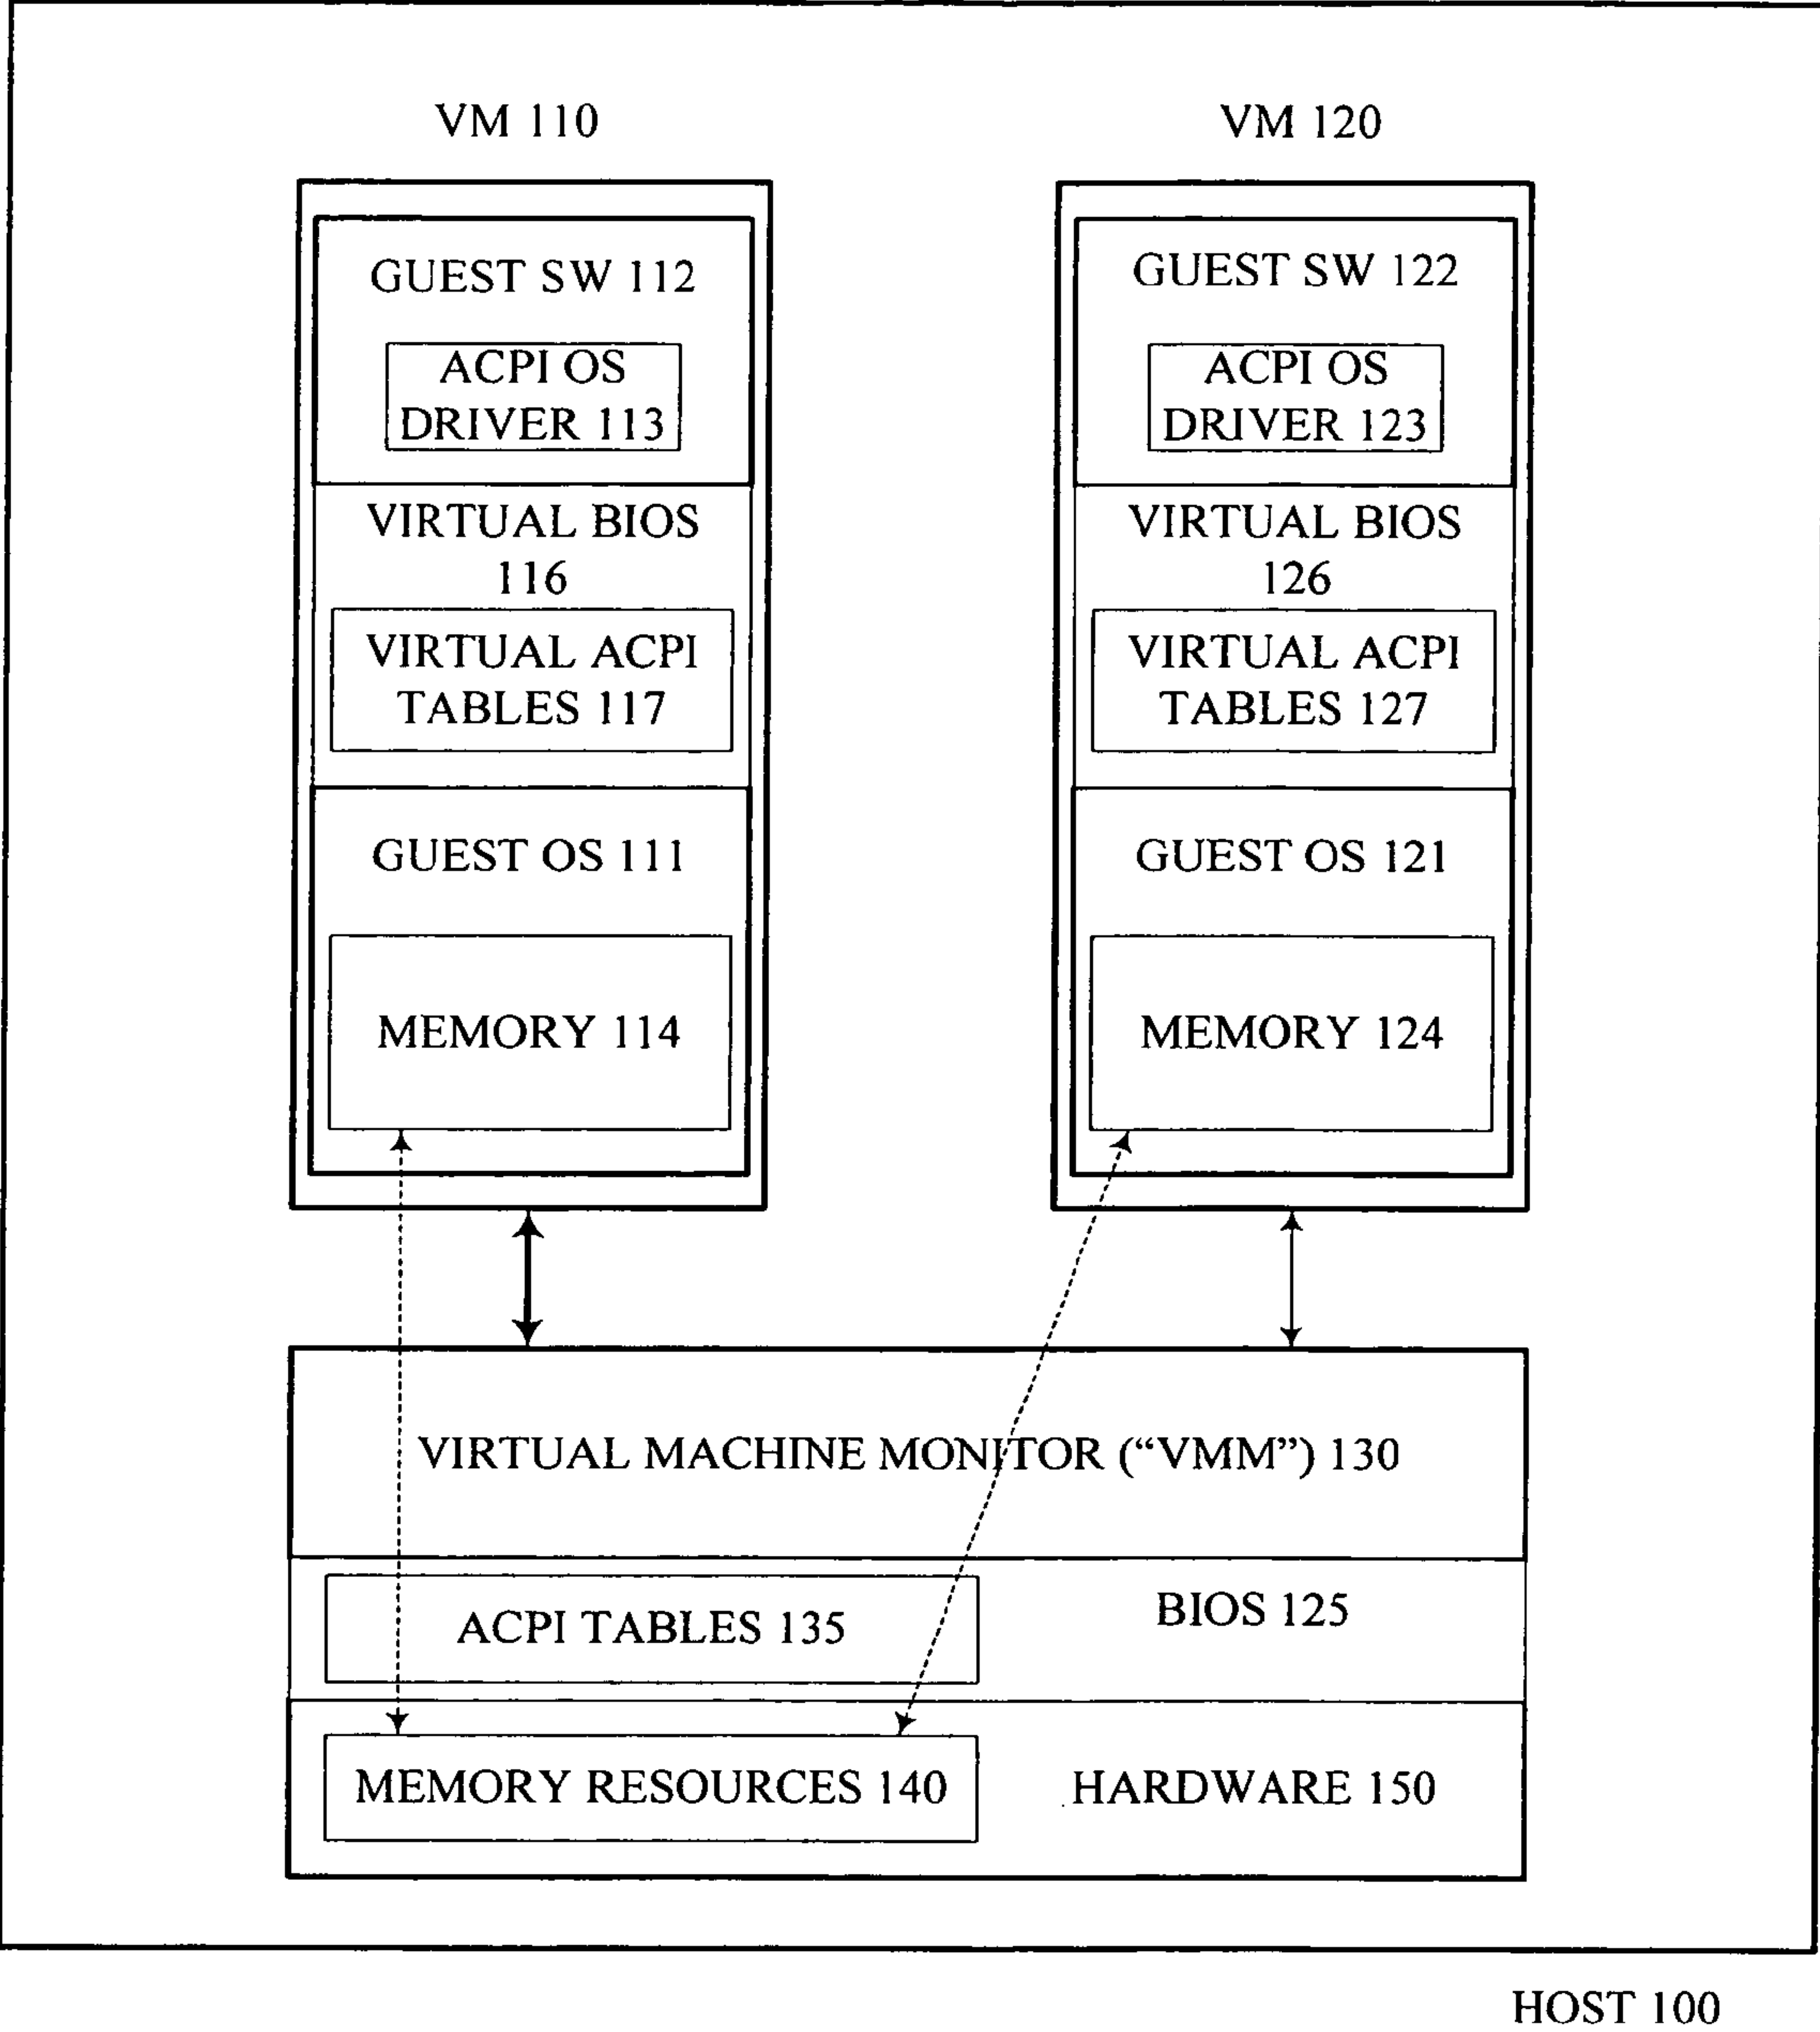 VM 110
GUEST SW 112
ACPI OS
DRIVER 113
VIRTUAL BIOS
116
VIRTUAL ACPI
TABLES 117
GUEST OS 111
MEMORY 114
VM 120
GUEST SW 122
ACPI OS
DRIVER 123
VIRTUAL BIOS
126
VIRTUAL ACPI
TABLES 127
GUEST OS 121
MEMORY 124
VIRTUAL MACHINE MONITOR (“VMM”) 130
ACPI TABLES 135
BIOS 125
MEMORY RESOURCES 140
HARDWARE 150
HOST 100